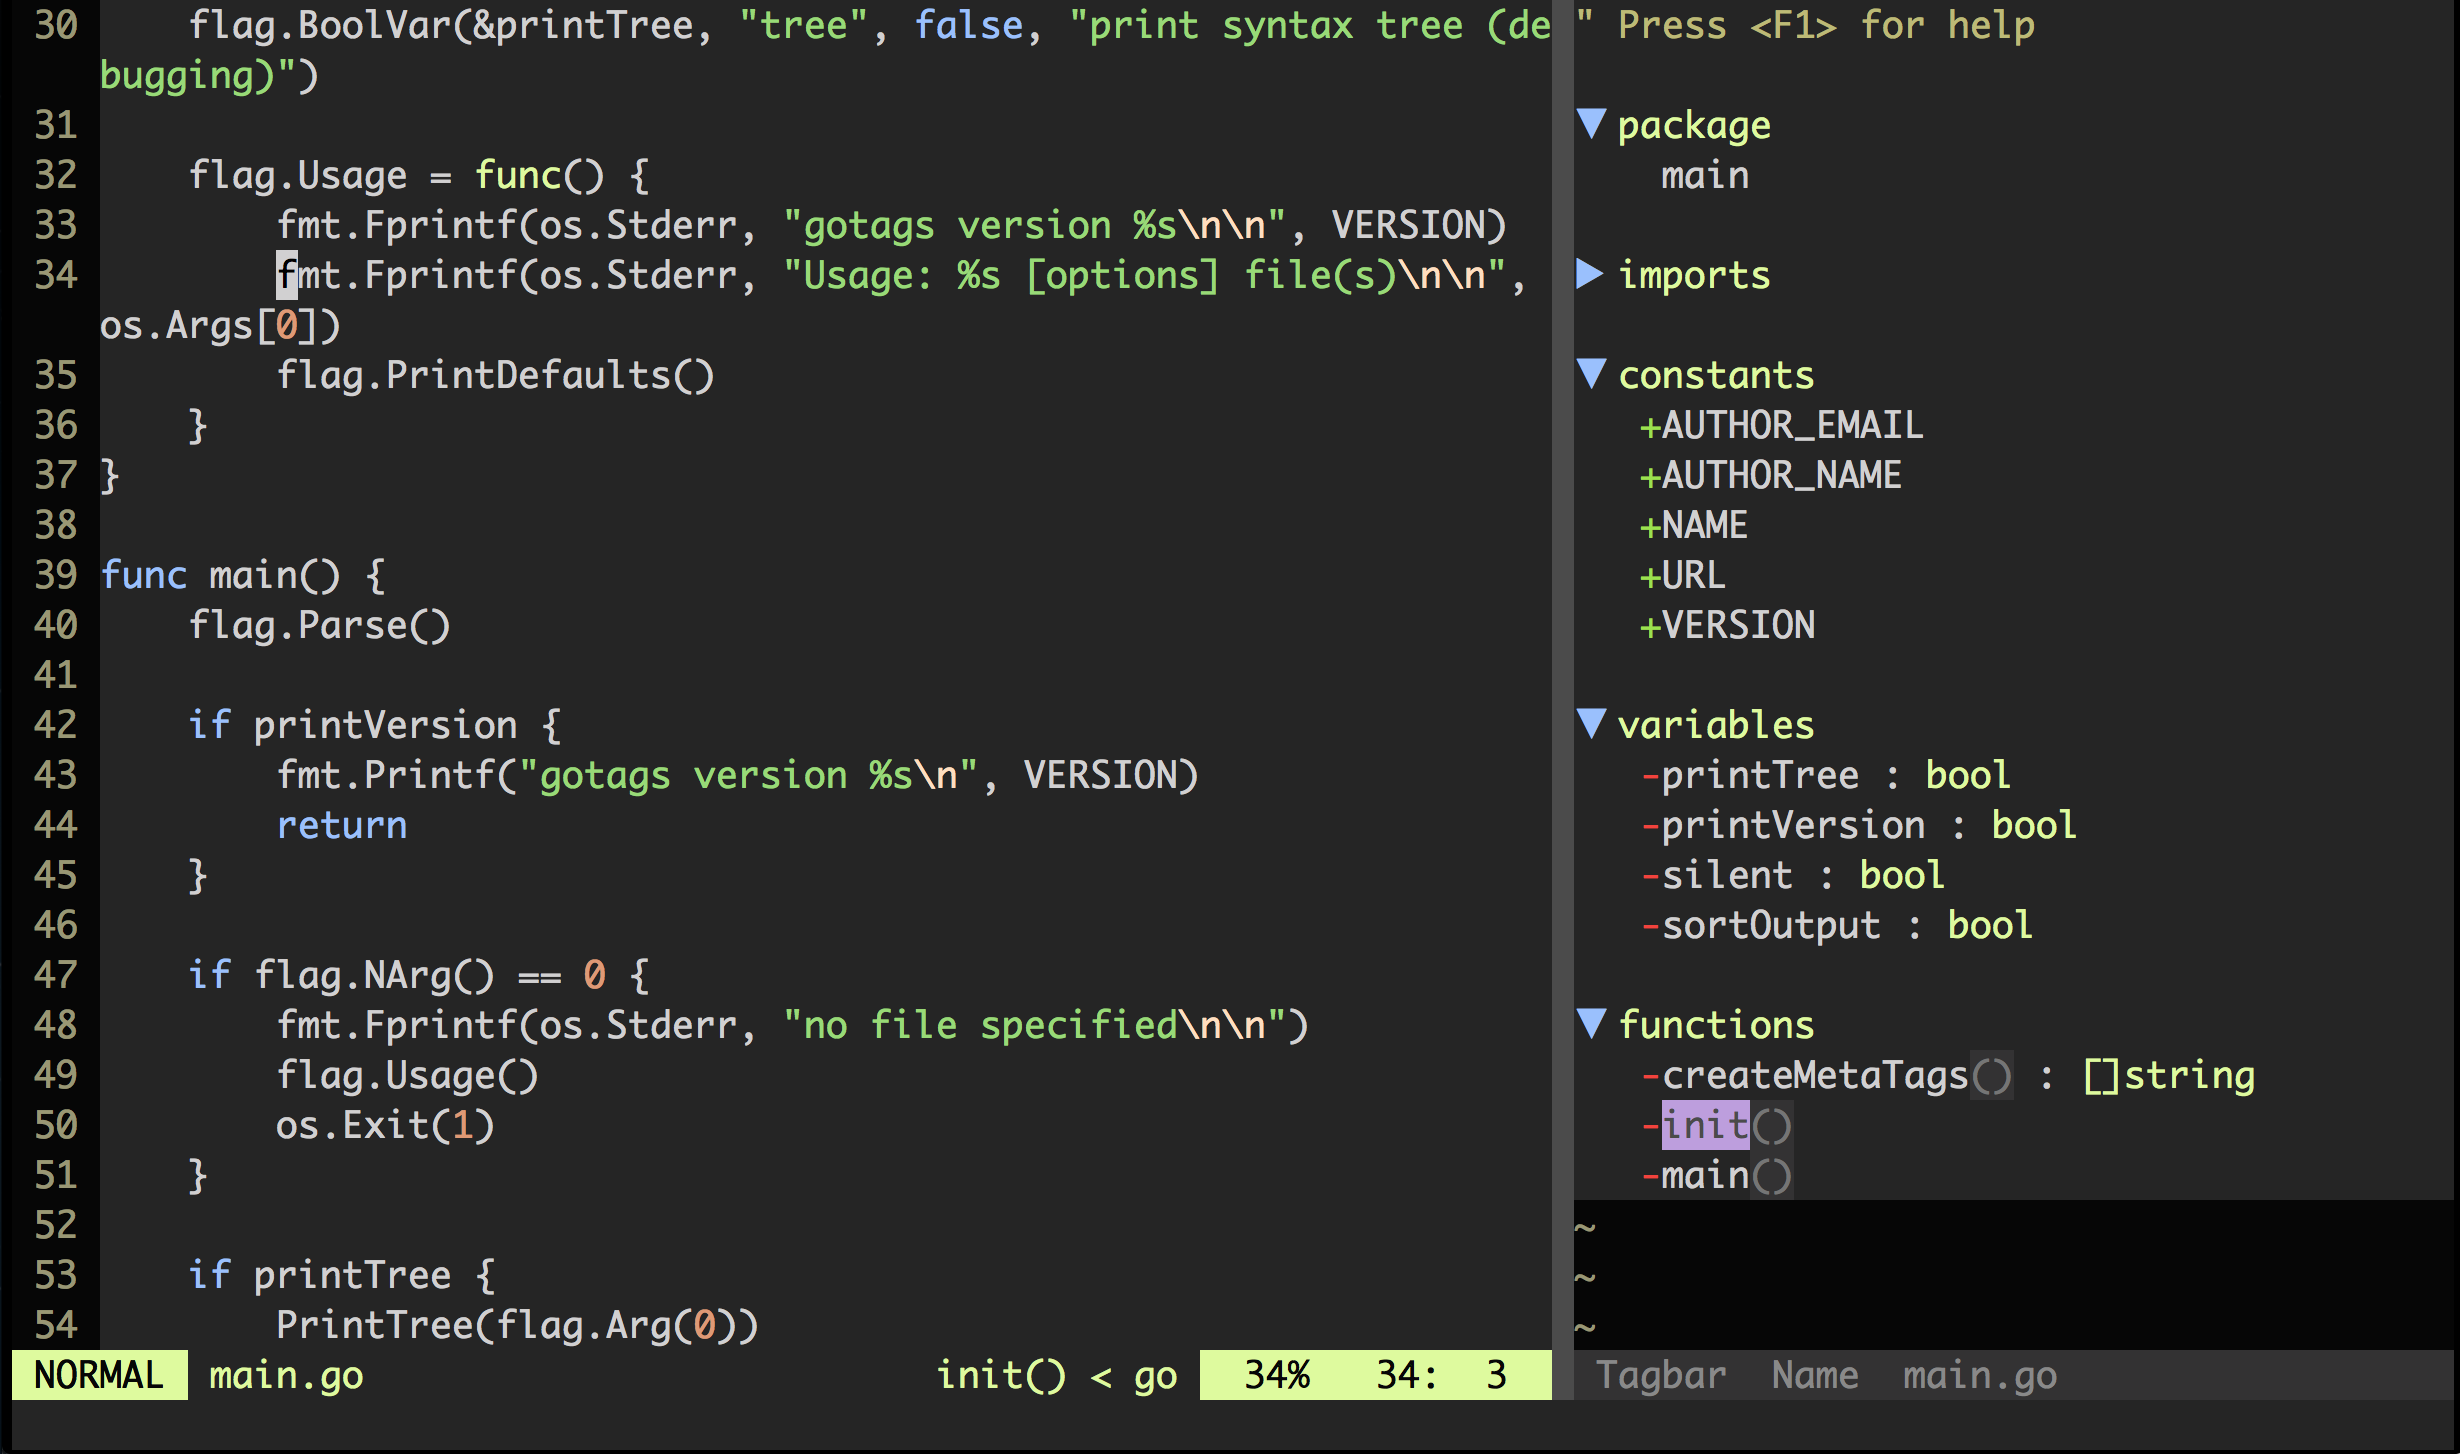 30     flag.BoolVar(&printTree, "tree", false, "print syntax tree (de
bugging)")
31
32     flag.Usage = func() {
33         fmt.Fprintf(os.Stderr, "gotags version %s\n\n", VERSION)
34         fmt.Fprintf(os.Stderr, "Usage: %s [options] file(s)\n\n",
os.Args[0])
35         flag.PrintDefaults()
36     }
37 }
38
39 func main() {
40     flag.Parse()
41
42     if printVersion {
43         fmt.Printf("gotags version %s\n", VERSION)
44         return
45     }
46
47     if flag.NArg() == 0 {
48         fmt.Fprintf(os.Stderr, "no file specified\n\n")
49         flag.Usage()
50         os.Exit(1)
51     }
52
53     if printTree {
54         PrintTree(flag.Arg(0))
NORMAL main.go init() < go 34% 34: 3
" Press <F1> for help
▼ package
main
▶ imports
▼ constants
+AUTHOR_EMAIL
+AUTHOR_NAME
+NAME
+URL
+VERSION
▼ variables
-printTree : bool
-printVersion : bool
-silent : bool
-sortOutput : bool
▼ functions
-createMetaTags() : []string
-init()
-main()
~
~
~
Tagbar Name main.go